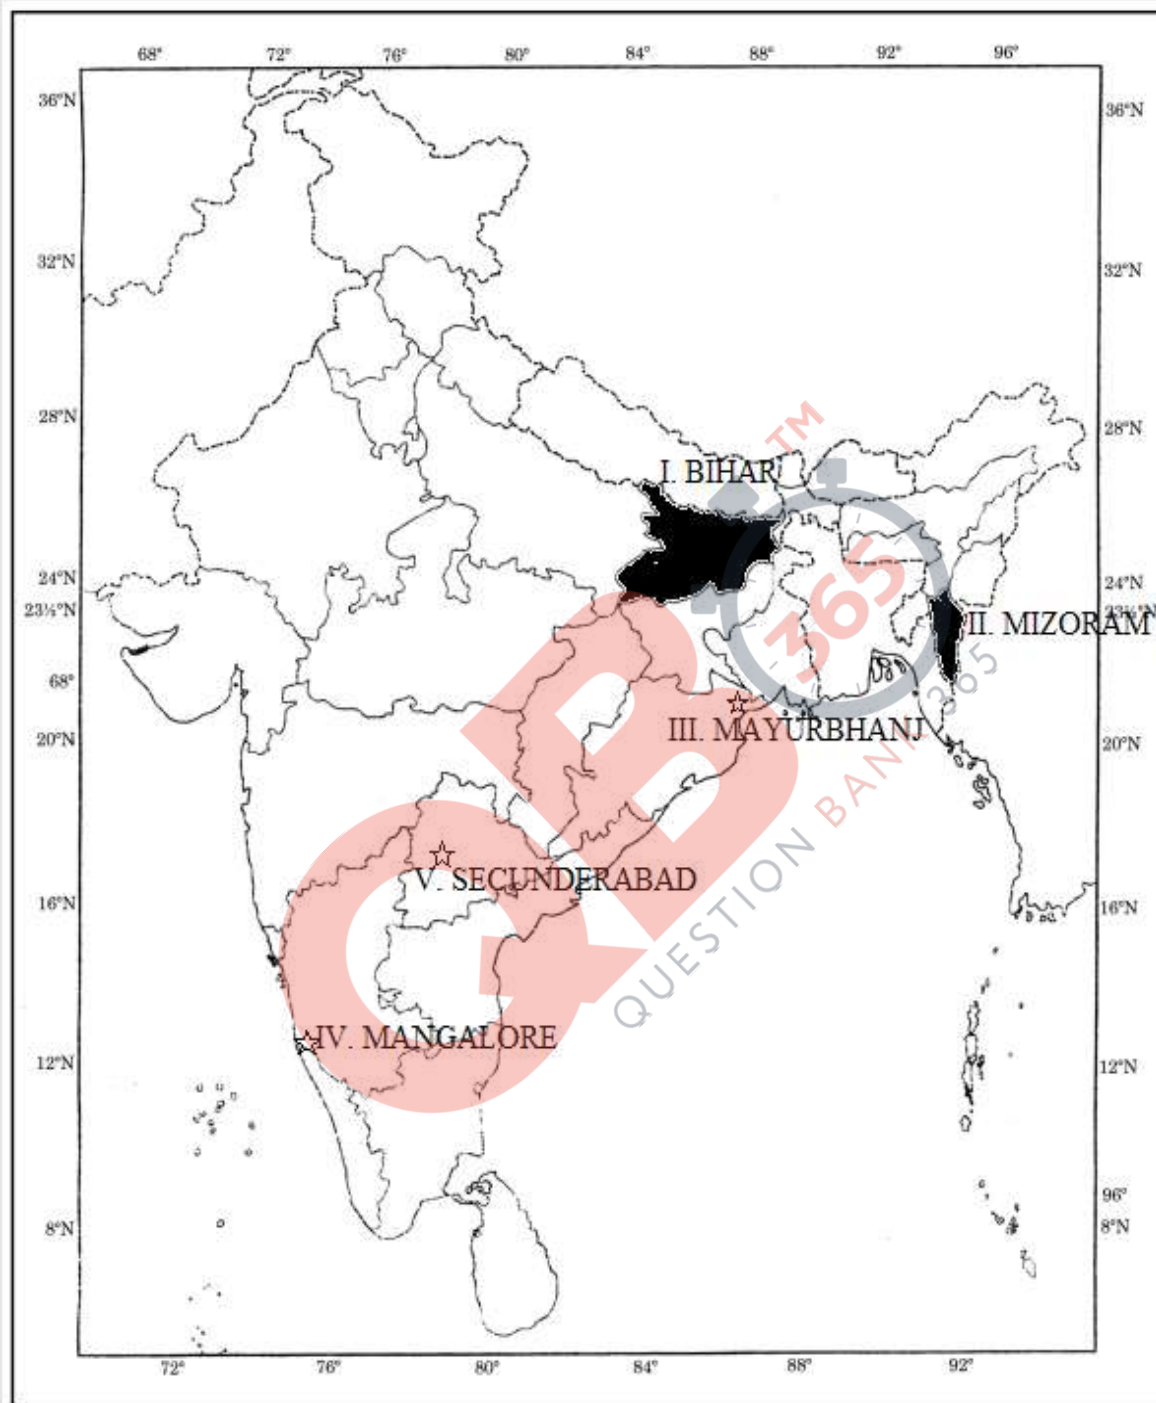 68° 72° 76° 80° 84° 88° 92° 96°
36°N 36°N
32°N 32°N
28°N 28°N
TM
I. BIHAR
24°N 24°N
23½°N 23½°N
365
II. MIZORAM
68°
III. MAYURBHANJ
20°N 20°N
V. SECUNDERABAD
16°N 16°N
QB
QUESTION BANK 365
IV. MANGALORE
12°N 12°N
96°
8°N 8°N
72° 76° 80° 84° 88° 92°